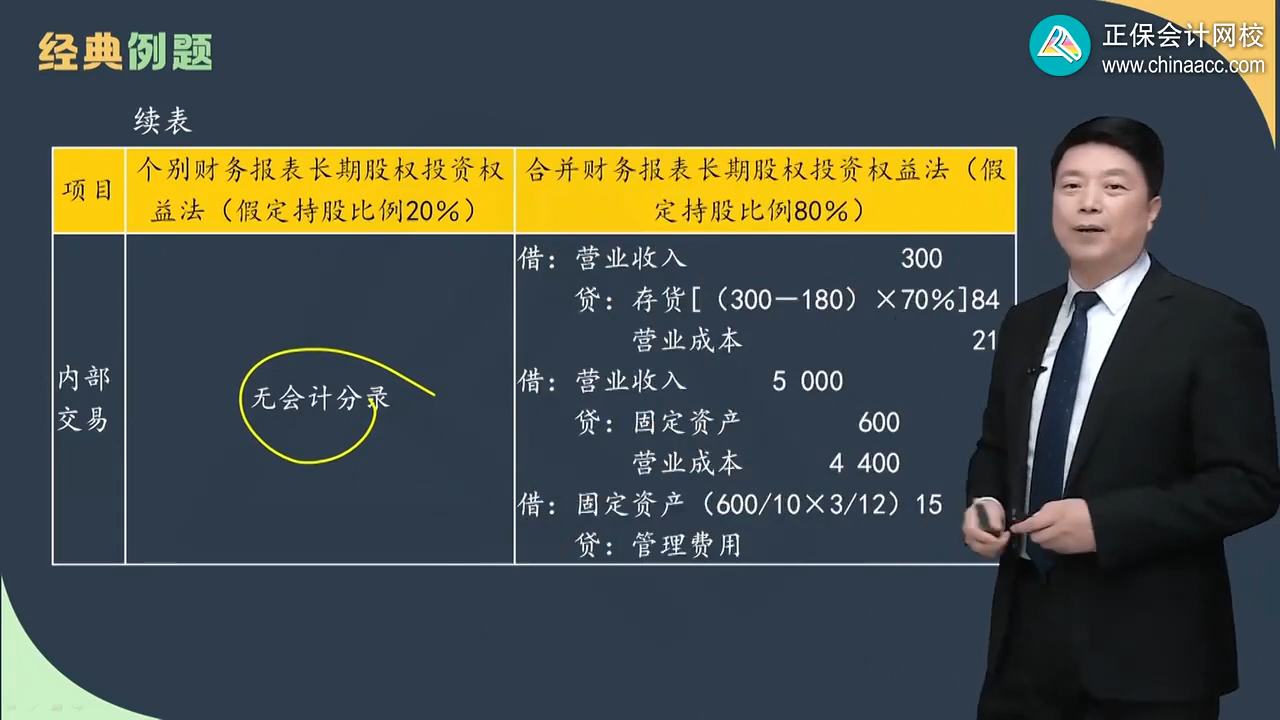 经典例题
正保会计网校
www.chinaacc.com
续表
项目
个别财务报表长期股权投资权
益法（假定持股比例20%）
合并财务报表长期股权投资权益法（假
定持股比例80%）
内部
交易
无会计分录
借：营业收入 300
贷：存货[（300－180）×70%]84
营业成本 21
借：营业收入 5 000
贷：固定资产 600
营业成本 4 400
借：固定资产（600/10×3/12）15
贷：管理费用